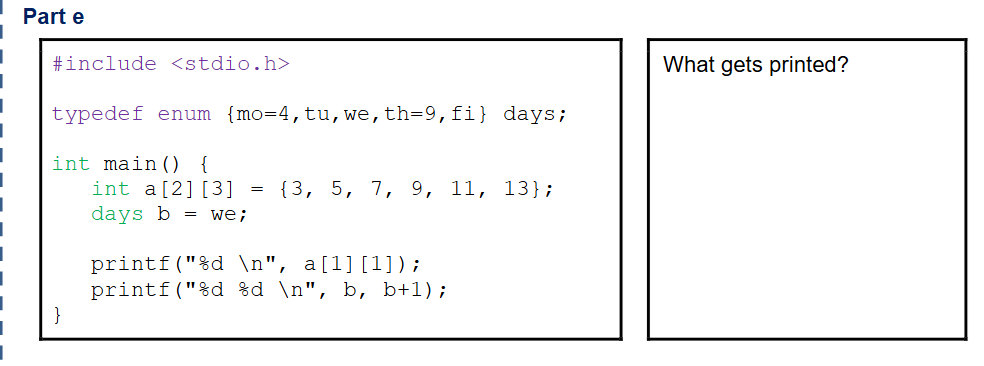 Part e
#include <stdio.h>
typedef enum {mo=4,tu,we,th=9,fi} days;
int main() {
int a[2][3] = {3, 5, 7, 9, 11, 13};
days b = we;
printf("%d \n", a[1][1]);
printf("%d %d \n", b, b+1);
}
What gets printed?